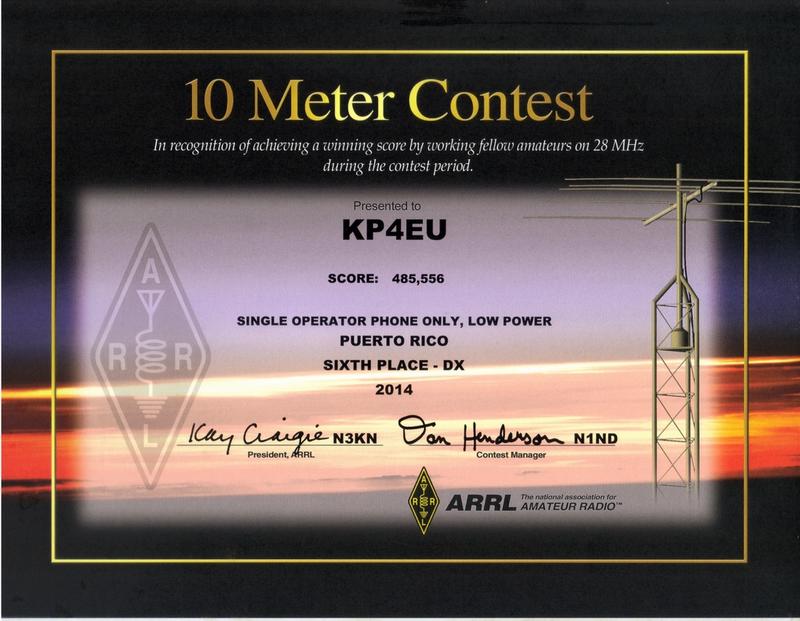 10 Meter Contest
In recognition of achieving a winning score by working fellow amateurs on 28 MHz
during the contest period.
Presented to
KP4EU
SCORE: 485,556
SINGLE OPERATOR PHONE ONLY, LOW POWER
PUERTO RICO
SIXTH PLACE - DX
2014
A
R R
L
Kay Craigie N3KN
President, ARRL
Dan Henderson N1ND
Contest Manager
A
R R
L
ARRL The national association for
AMATEUR RADIO™